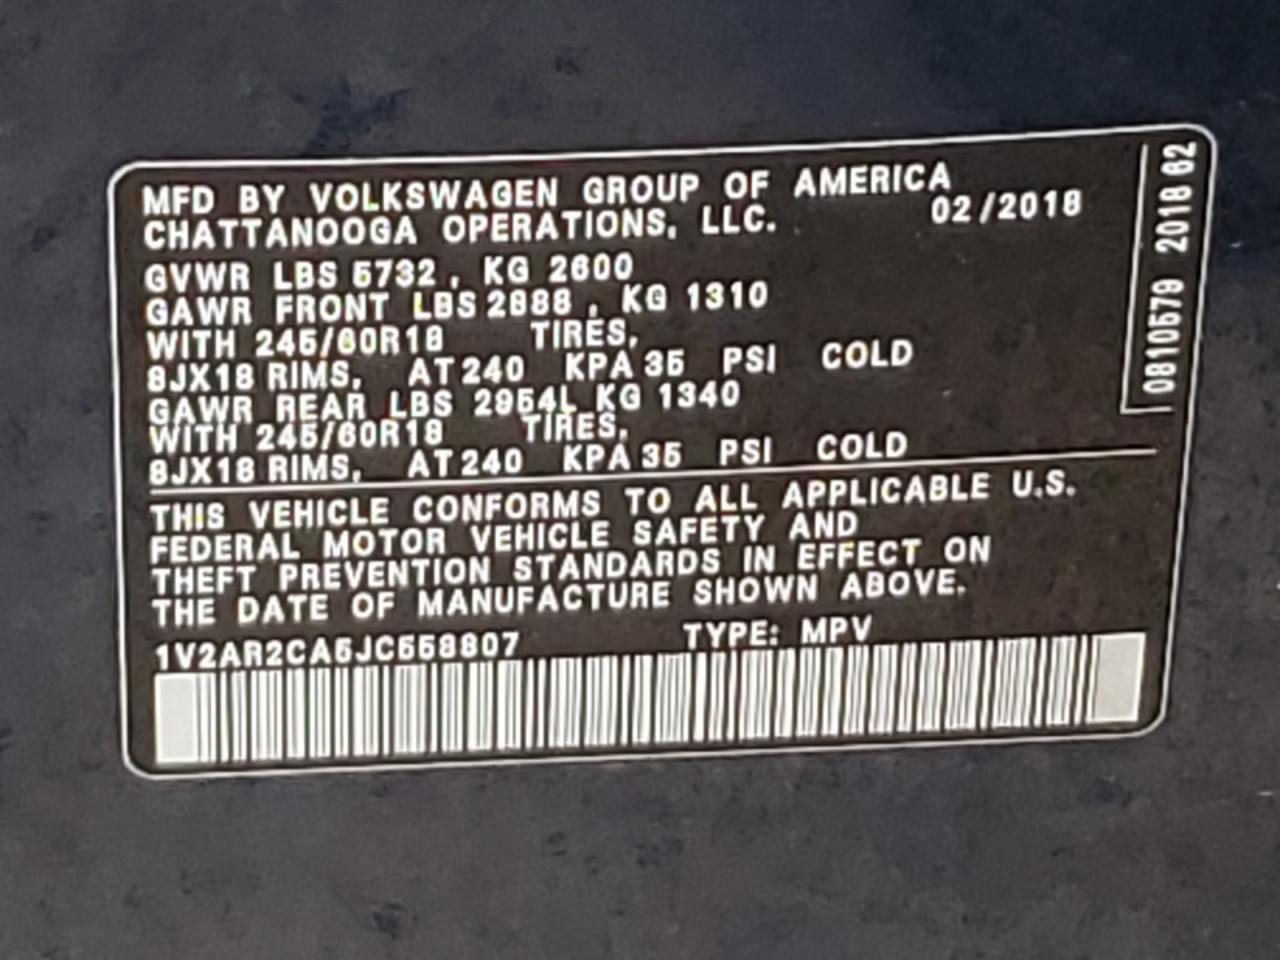 MFD BY VOLKSWAGEN GROUP OF AMERICA
CHATTANOOGA OPERATIONS, LLC. 02/2018
GVWR LBS 5732, KG 2600
GAWR FRONT LBS 2888, KG 1310
WITH 245/60R18 TIRES,
8JX18 RIMS, AT 240 KPA 35 PSI COLD
GAWR REAR LBS 2954L KG 1340
WITH 245/60R18 TIRES,
8JX18 RIMS, AT 240 KPA 35 PSI COLD
THIS VEHICLE CONFORMS TO ALL APPLICABLE U.S.
FEDERAL MOTOR VEHICLE SAFETY AND
THEFT PREVENTION STANDARDS IN EFFECT ON
THE DATE OF MANUFACTURE SHOWN ABOVE.
1V2AR2CA5JC558807 TYPE: MPV
0810579 2018 62